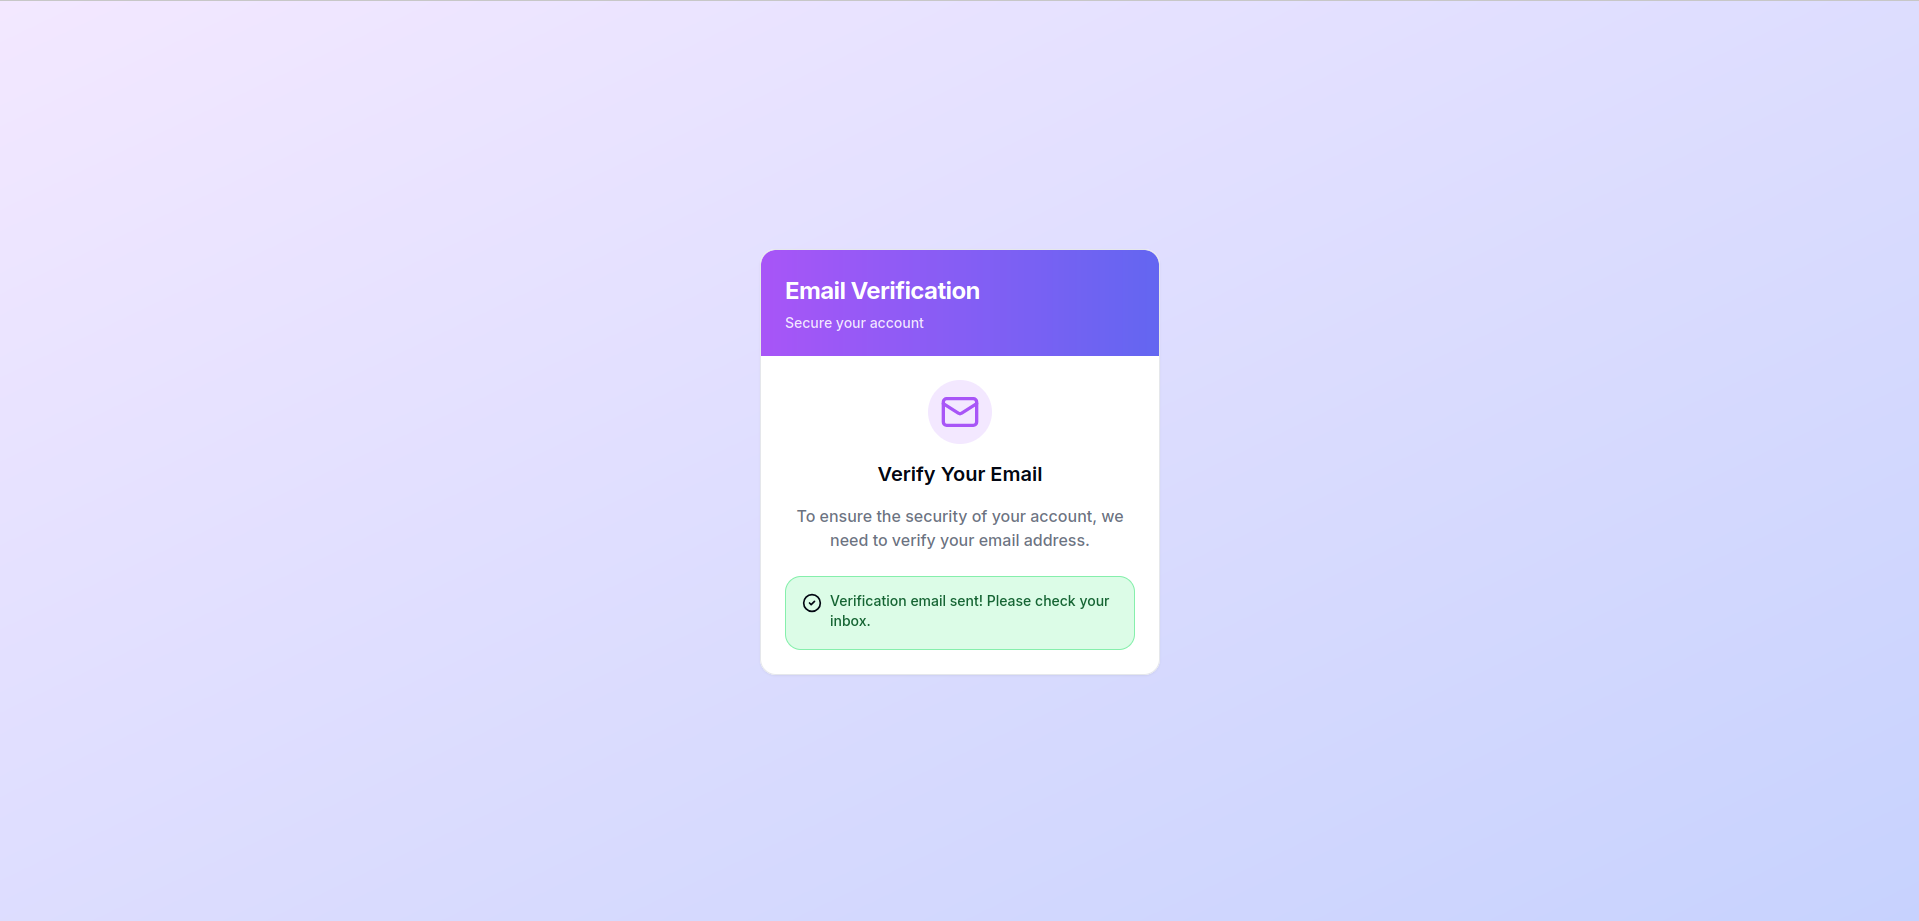 Email Verification
Secure your account
Verify Your Email
To ensure the security of your account, we
need to verify your email address.
Verification email sent! Please check your
inbox.